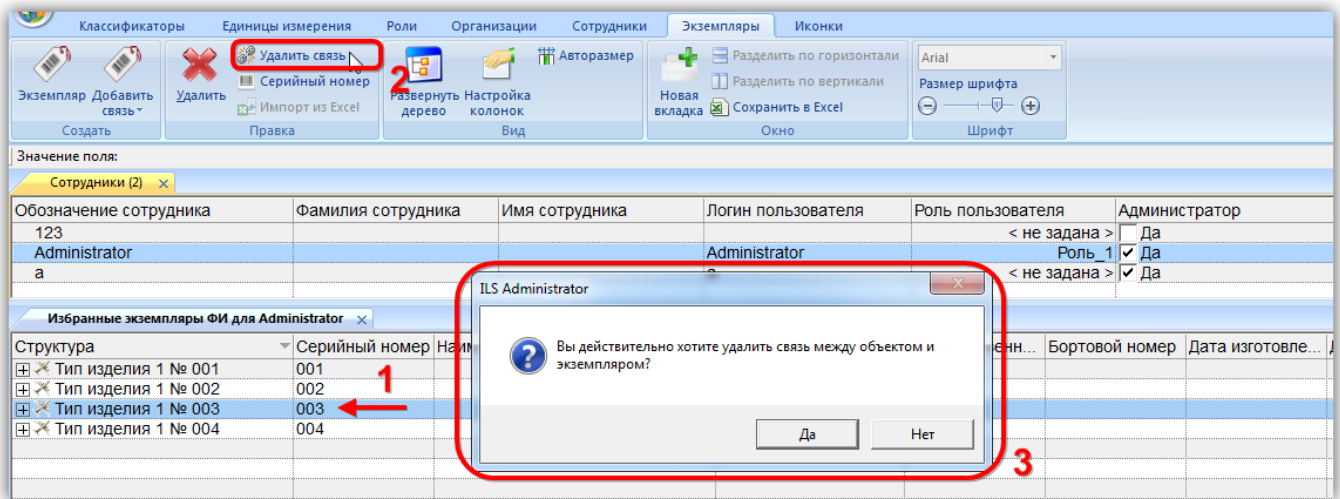 Классификаторы Единицы измерения Роли Организации Сотрудники Экземпляры Иконки
Экземпляр
Добавить
связь
Создать
Удалить
Удалить связь
Серийный номер
Импорт из Excel
Правка
2
Развернуть
дерево
Настройка
колонок
Авторазмер
Вид
Новая
вкладка
Разделить по горизонтали
Разделить по вертикали
Сохранить в Excel
Окно
Arial
Размер шрифта
Шрифт
Значение поля:
Сотрудники (2)
Обозначение сотрудника Фамилия сотрудника Имя сотрудника Логин пользователя Роль пользователя Администратор
123 < не задана > Да
Administrator Administrator Роль_1 Да
a < не задана > Да
ILS Administrator
Вы действительно хотите удалить связь между объектом и
экземпляром?
Да Нет
3
Избранные экземпляры ФИ для Administrator
Структура Серийный номер Бортовой номер Дата изготовле...
Тип изделия 1 № 001 001
Тип изделия 1 № 002 002
1
Тип изделия 1 № 003 003
Тип изделия 1 № 004 004